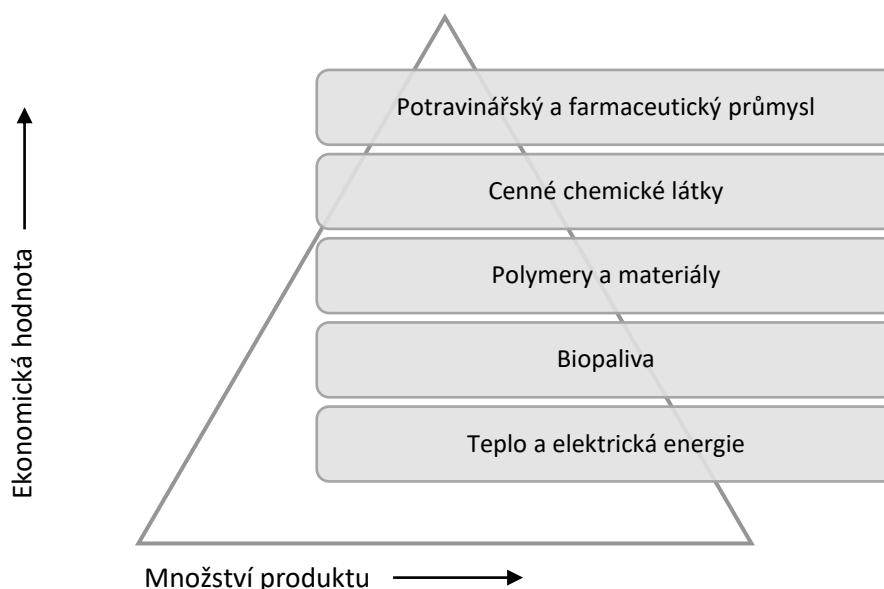 Potravinářský a farmaceutický průmysl
Cenné chemické látky
Polymery a materiály
Biopaliva
Teplo a elektrická energie
Ekonomická hodnota
Množství produktu